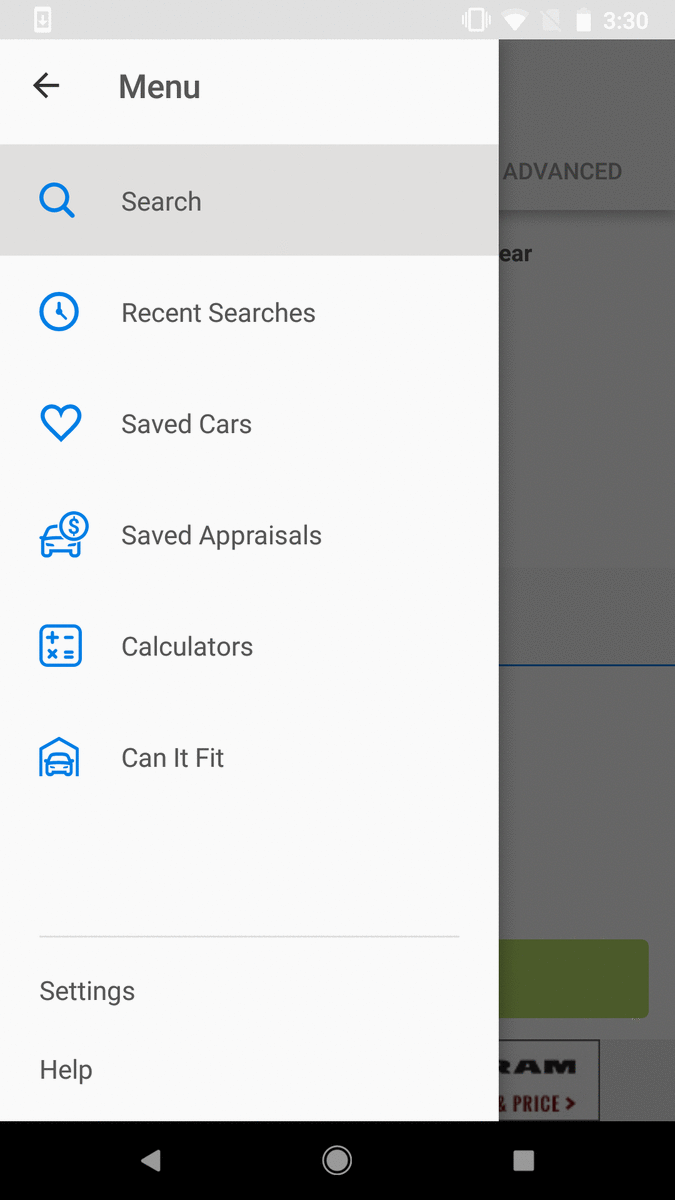 3:30
Menu
ADVANCED
Search
ear
Recent Searches
Saved Cars
$
Saved Appraisals
Calculators
Can It Fit
Settings
RAM
Help
& PRICE >